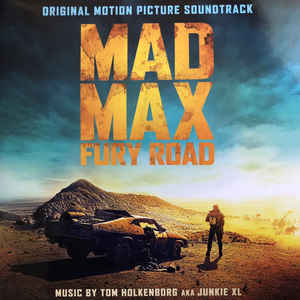 ORIGINAL MOTION PICTURE SOUNDTRACK
MAD
MAX
FURY ROAD
MUSIC BY TOM HOLKENBORG AKA JUNKIE XL